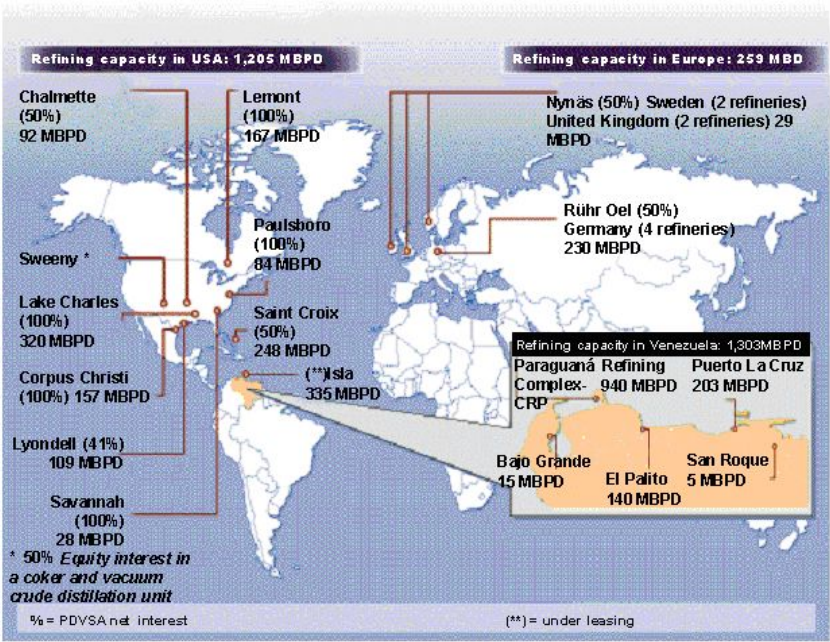 Refining capacity in USA: 1,205 MBPD
Refining capacity in Europe: 259 MBD
Chalmette
(50%)
92 MBPD
Lemont
(100%)
167 MBPD
Nynäs (50%) Sweden (2 refineries)
United Kingdom (2 refineries) 29
MBPD
Paulsboro
(100%)
84 MBPD
Rühr Oel (50%)
Germany (4 refineries)
230 MBPD
Sweeny *
Lake Charles
(100%)
320 MBPD
Saint Croix
(50%)
248 MBPD
Corpus Christi
(100%) 157 MBPD
(**)Isla
335 MBPD
Lyondell (41%)
109 MBPD
Savannah
(100%)
28 MBPD
Refining capacity in Venezuela: 1,303MBPD
Paraguaná Refining
Complex- 940 MBPD
CRP
Puerto La Cruz
203 MBPD
Bajo Grande
15 MBPD
El Palito
140 MBPD
San Roque
5 MBPD
* 50% Equity interest in
a coker and vacuum
crude distillation unit
% = PDVSA net interest
(**) = under leasing